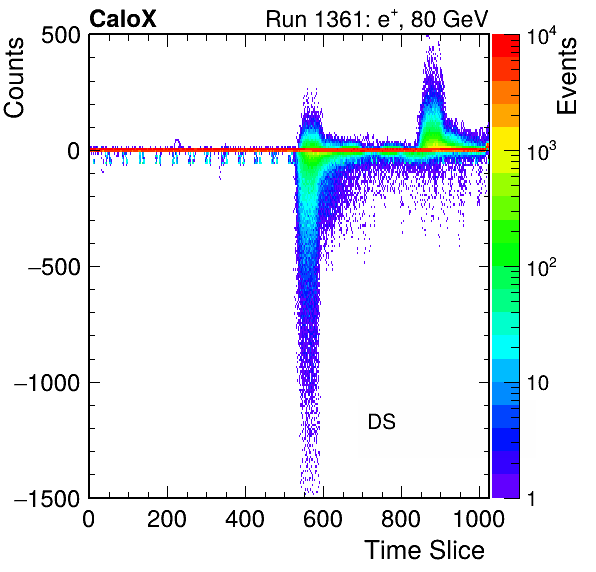 CaloX Run 1361: e⁺, 80 GeV
Counts
Events
500
0
−500
−1000
−1500
0 200 400 600 800 1000
Time Slice
DS
10⁴
10³
10²
10
1